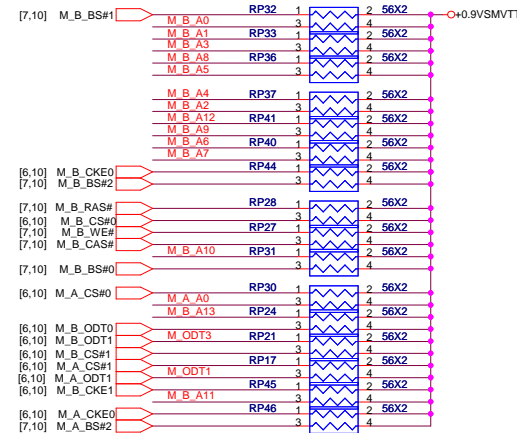 [7,10] M_B_BS#1 RP32 1 2 56X2 +0.9VSMVTT
M_B_A0 3 4
M_B_A1 RP33 1 2 56X2
M_B_A3 3 4
M_B_A8 RP36 1 2 56X2
M_B_A5 3 4
M_B_A4 RP37 1 2 56X2
M_B_A2 3 4
M_B_A12 RP41 1 2 56X2
M_B_A9 3 4
M_B_A6 RP40 1 2 56X2
M_B_A7 3 4
[6,10] M_B_CKE0 RP44 1 2 56X2
[7,10] M_B_BS#2 3 4
[7,10] M_B_RAS# RP28 1 2 56X2
[6,10] M_B_CS#0 3 4
[7,10] M_B_WE# RP27 1 2 56X2
[7,10] M_B_CAS# 3 4
M_B_A10 RP31 1 2 56X2
[7,10] M_B_BS#0 3 4
[6,10] M_A_CS#0 RP30 1 2 56X2
M_A_A0 3 4
M_B_A13 RP24 1 2 56X2
[6,10] M_B_ODT0 3 4
[6,10] M_B_ODT1 M_ODT3 RP21 1 2 56X2
[6,10] M_B_CS#1 3 4
[6,10] M_A_CS#1 RP17 1 2 56X2
[6,10] M_A_ODT1 M_ODT1 3 4
[6,10] M_B_CKE1 RP45 1 2 56X2
M_B_A11 3 4
[6,10] M_A_CKE0 RP46 1 2 56X2
[7,10] M_A_BS#2 3 4